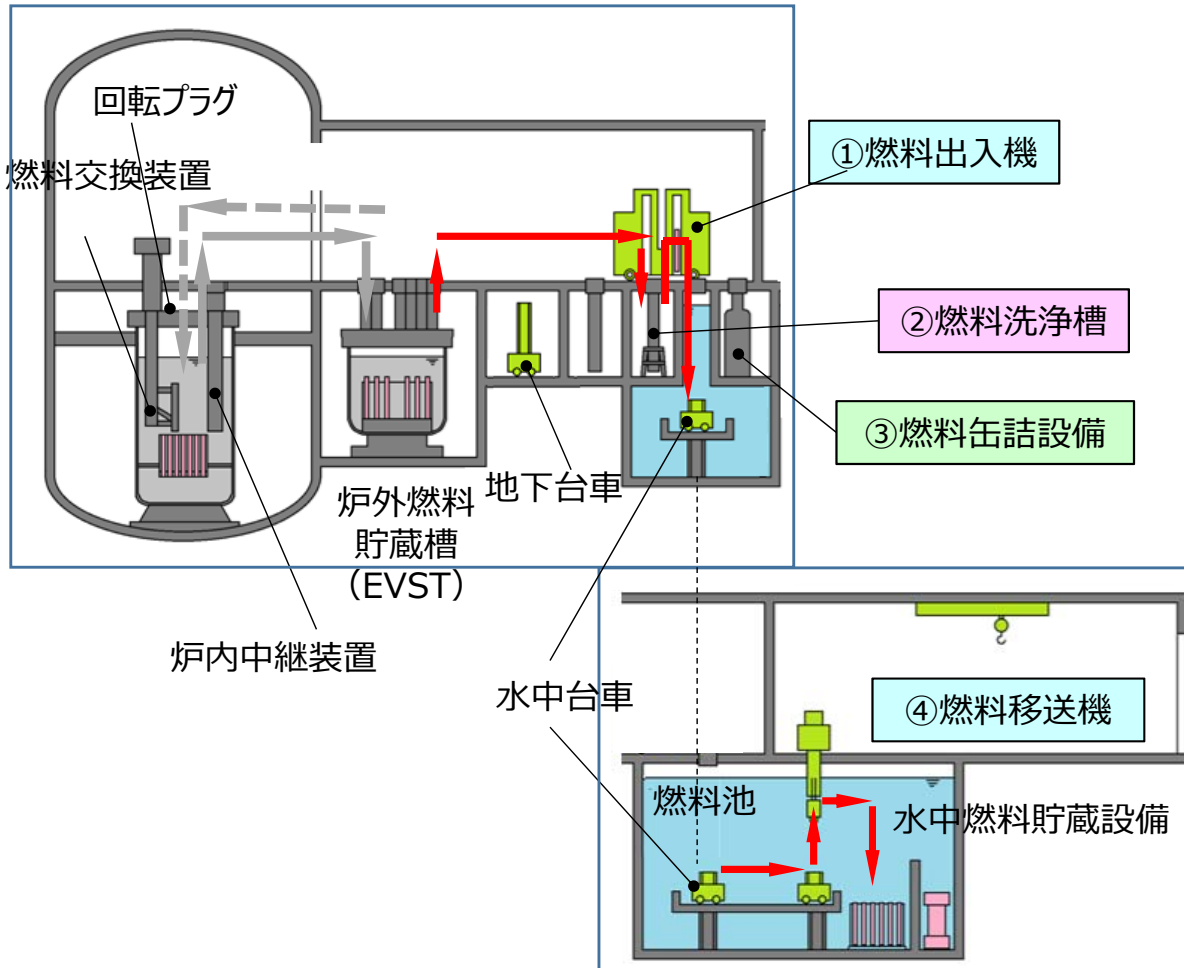 回転プラグ
燃料交換装置
①燃料出入機
②燃料洗浄槽
③燃料缶詰設備
地下台車
炉外燃料
貯蔵槽
（EVST）
炉内中継装置
水中台車
④燃料移送機
燃料池
水中燃料貯蔵設備